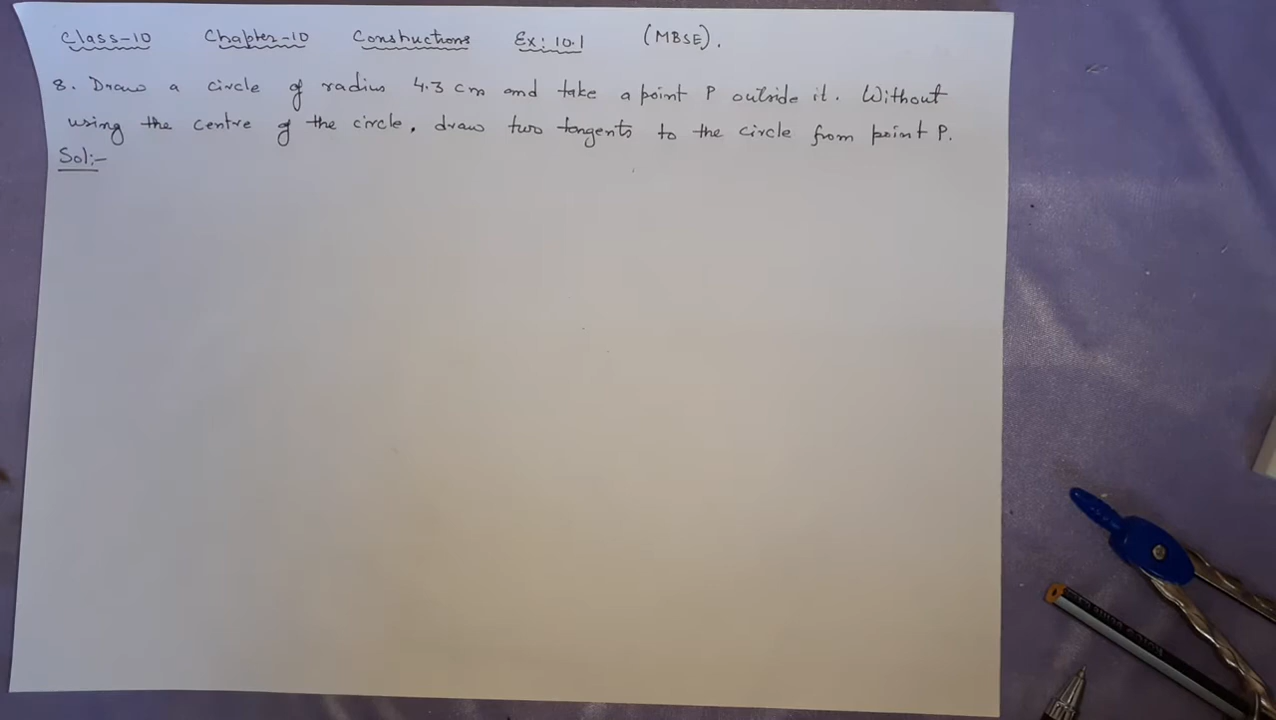 Class-10 Chapter-10 Constructions Ex: 10.1 (MBSE).
8. Draw a circle of radius 4.3 cm and take a point P outside it. Without
using the centre of the circle, draw two tangents to the circle from point P.
Sol:-